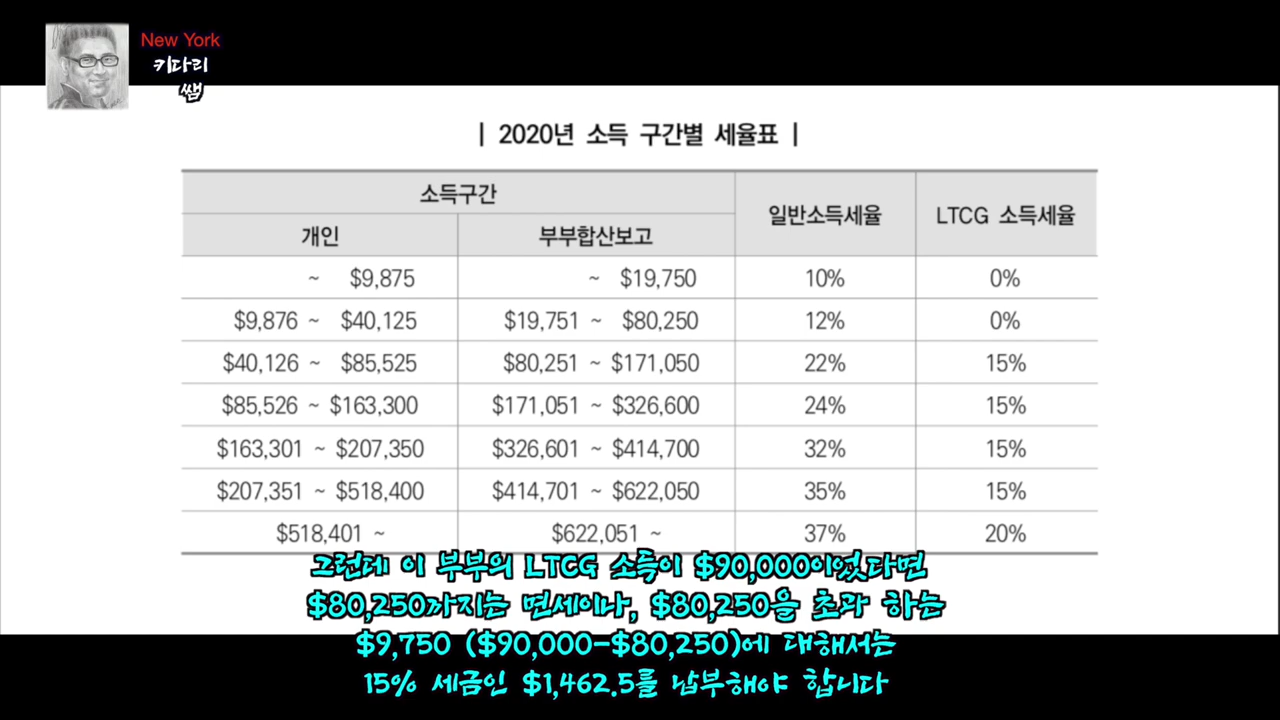 New York
키다리
쌤
| 2020년 소득 구간별 세율표 |
소득구간 일반소득세율 LTCG 소득세율
개인 부부합산보고
~ $9,875 ~ $19,750 10% 0%
$9,876 ~ $40,125 $19,751 ~ $80,250 12% 0%
$40,126 ~ $85,525 $80,251 ~ $171,050 22% 15%
$85,526 ~ $163,300 $171,051 ~ $326,600 24% 15%
$163,301 ~ $207,350 $326,601 ~ $414,700 32% 15%
$207,351 ~ $518,400 $414,701 ~ $622,050 35% 15%
$518,401 ~ $622,051 ~ 37% 20%
그런데 이 부부의 LTCG 소득이 $90,000이었다면
$80,250까지는 면세이나, $80,250을 초과 하는
$9,750 ($90,000-$80,250)에 대해서는
15% 세금인 $1,462.5를 납부해야 합니다